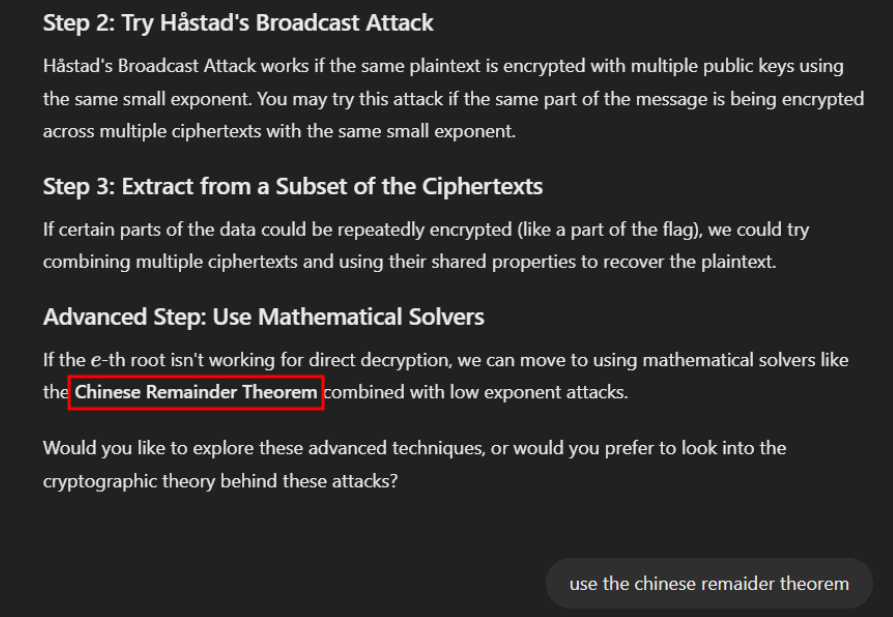 Step 2: Try Håstad's Broadcast Attack
Håstad's Broadcast Attack works if the same plaintext is encrypted with multiple public keys using
the same small exponent. You may try this attack if the same part of the message is being encrypted
across multiple ciphertexts with the same small exponent.
Step 3: Extract from a Subset of the Ciphertexts
If certain parts of the data could be repeatedly encrypted (like a part of the flag), we could try
combining multiple ciphertexts and using their shared properties to recover the plaintext.
Advanced Step: Use Mathematical Solvers
If the e-th root isn't working for direct decryption, we can move to using mathematical solvers like
the Chinese Remainder Theorem combined with low exponent attacks.
Would you like to explore these advanced techniques, or would you prefer to look into the
cryptographic theory behind these attacks?
use the chinese remaider theorem